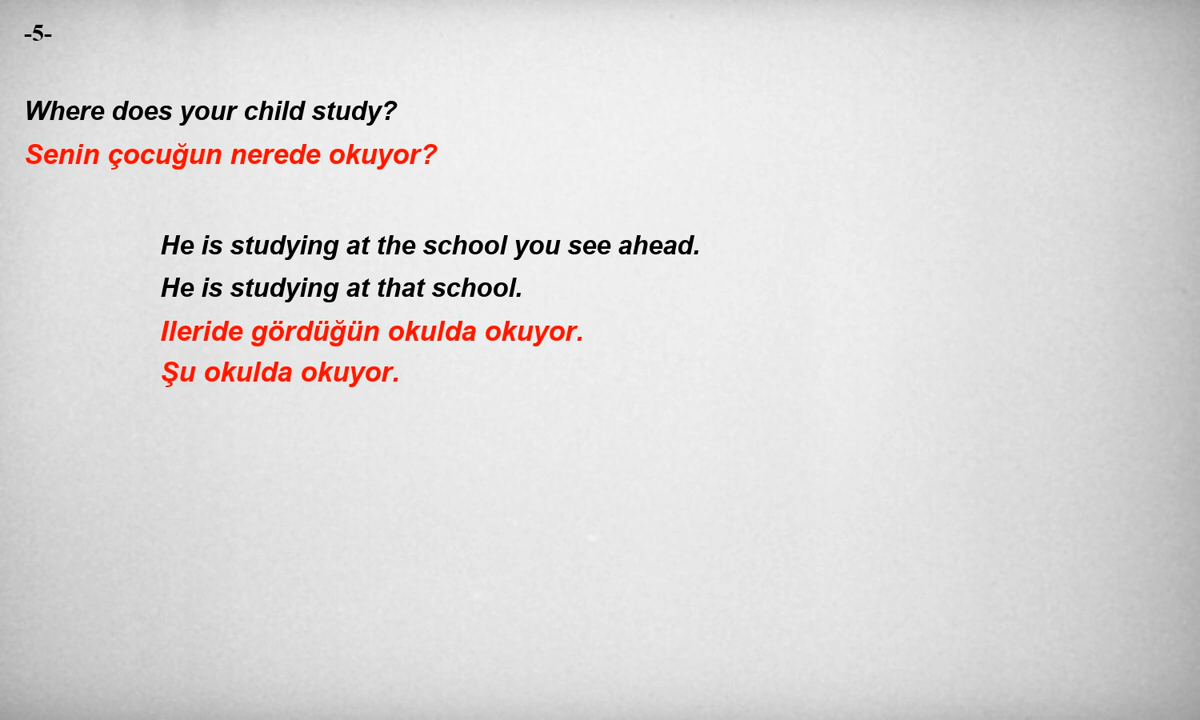 -5-
Where does your child study?
Senin çocuğun nerede okuyor?
He is studying at the school you see ahead.
He is studying at that school.
Ileride gördüğün okulda okuyor.
Şu okulda okuyor.